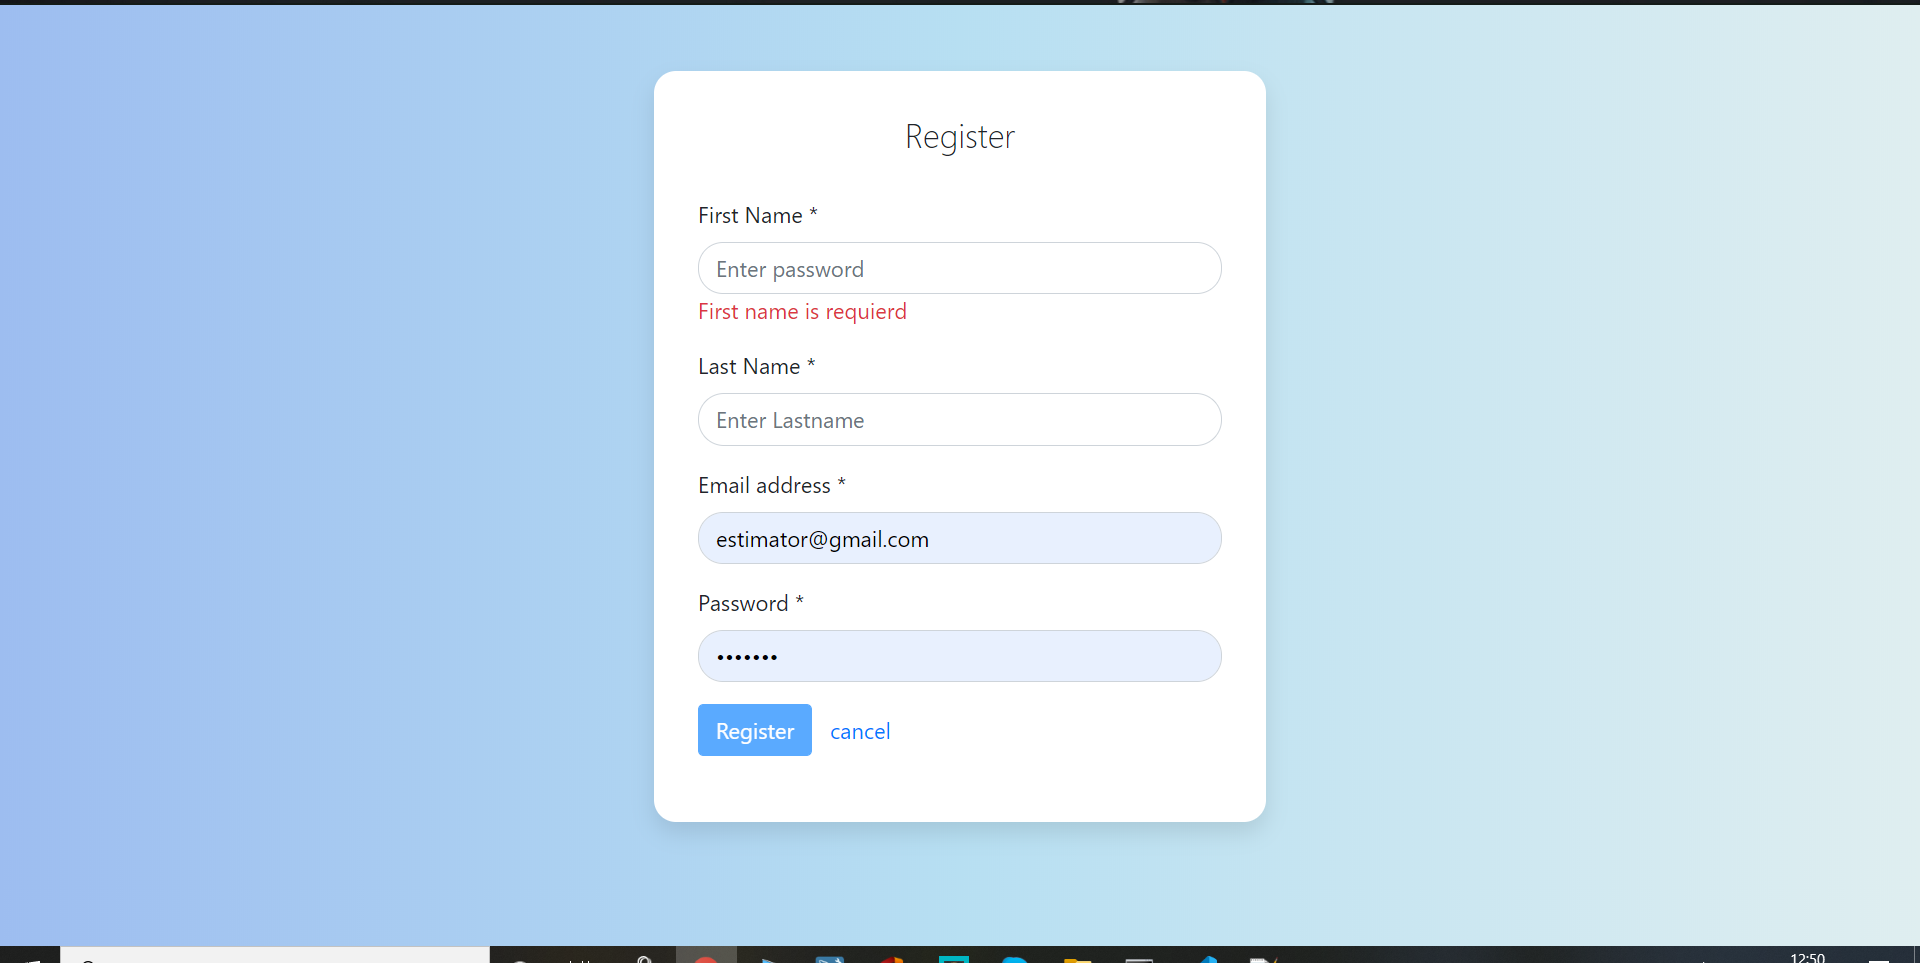 Register
First Name *
Enter password
First name is requierd
Last Name *
Enter Lastname
Email address *
estimator@gmail.com
Password *
•••••••
Register cancel
12:50